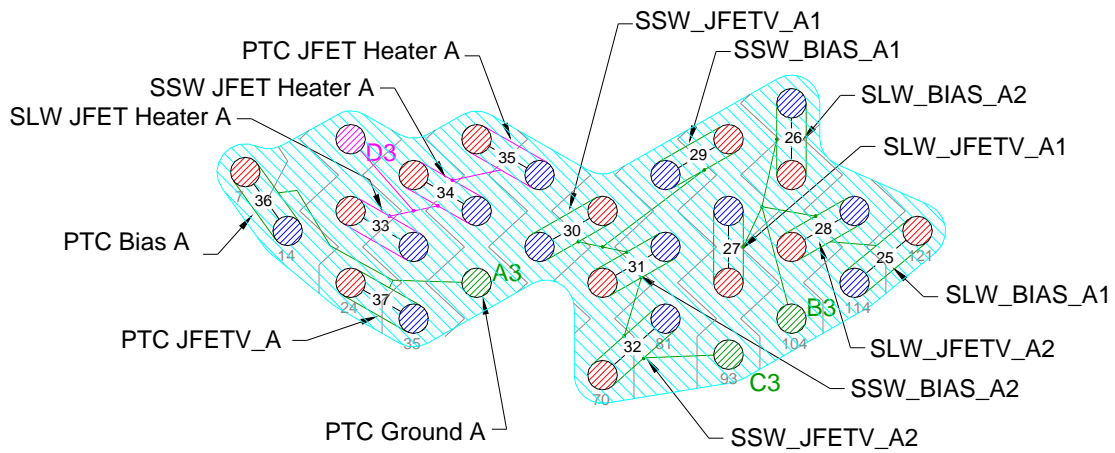 SSW_JFETV_A1
SSW_BIAS_A1
PTC JFET Heater A
SSW JFET Heater A
SLW_BIAS_A2
SLW JFET Heater A
SLW_JFETV_A1
26
D3
35
29
7
36
34
33
30
28
27
PTC Bias A
14
31
25
121
A3
24
37
114
SLW_BIAS_A1
B3
PTC JFETV_A
35
32
81
104
SLW_JFETV_A2
93
C3
SSW_BIAS_A2
70
PTC Ground A
SSW_JFETV_A2